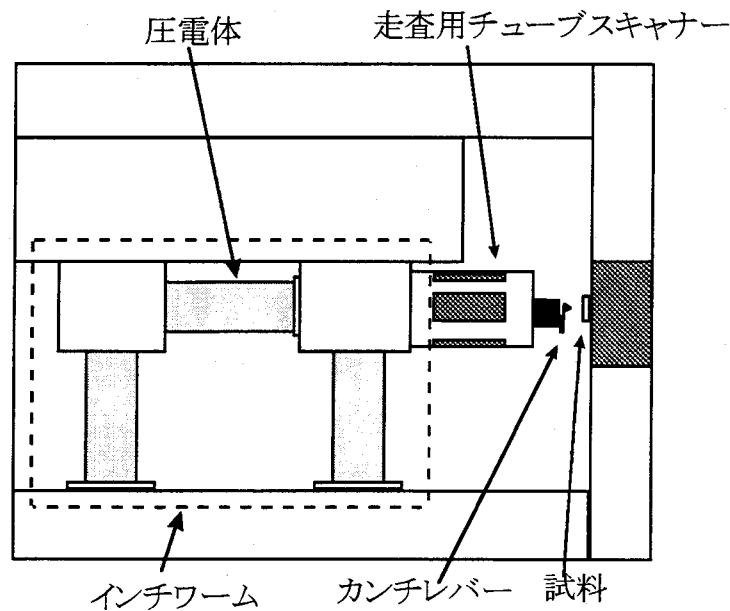 圧電体
走査用チューブスキャナー
インチワーム
カンチレバー
試料